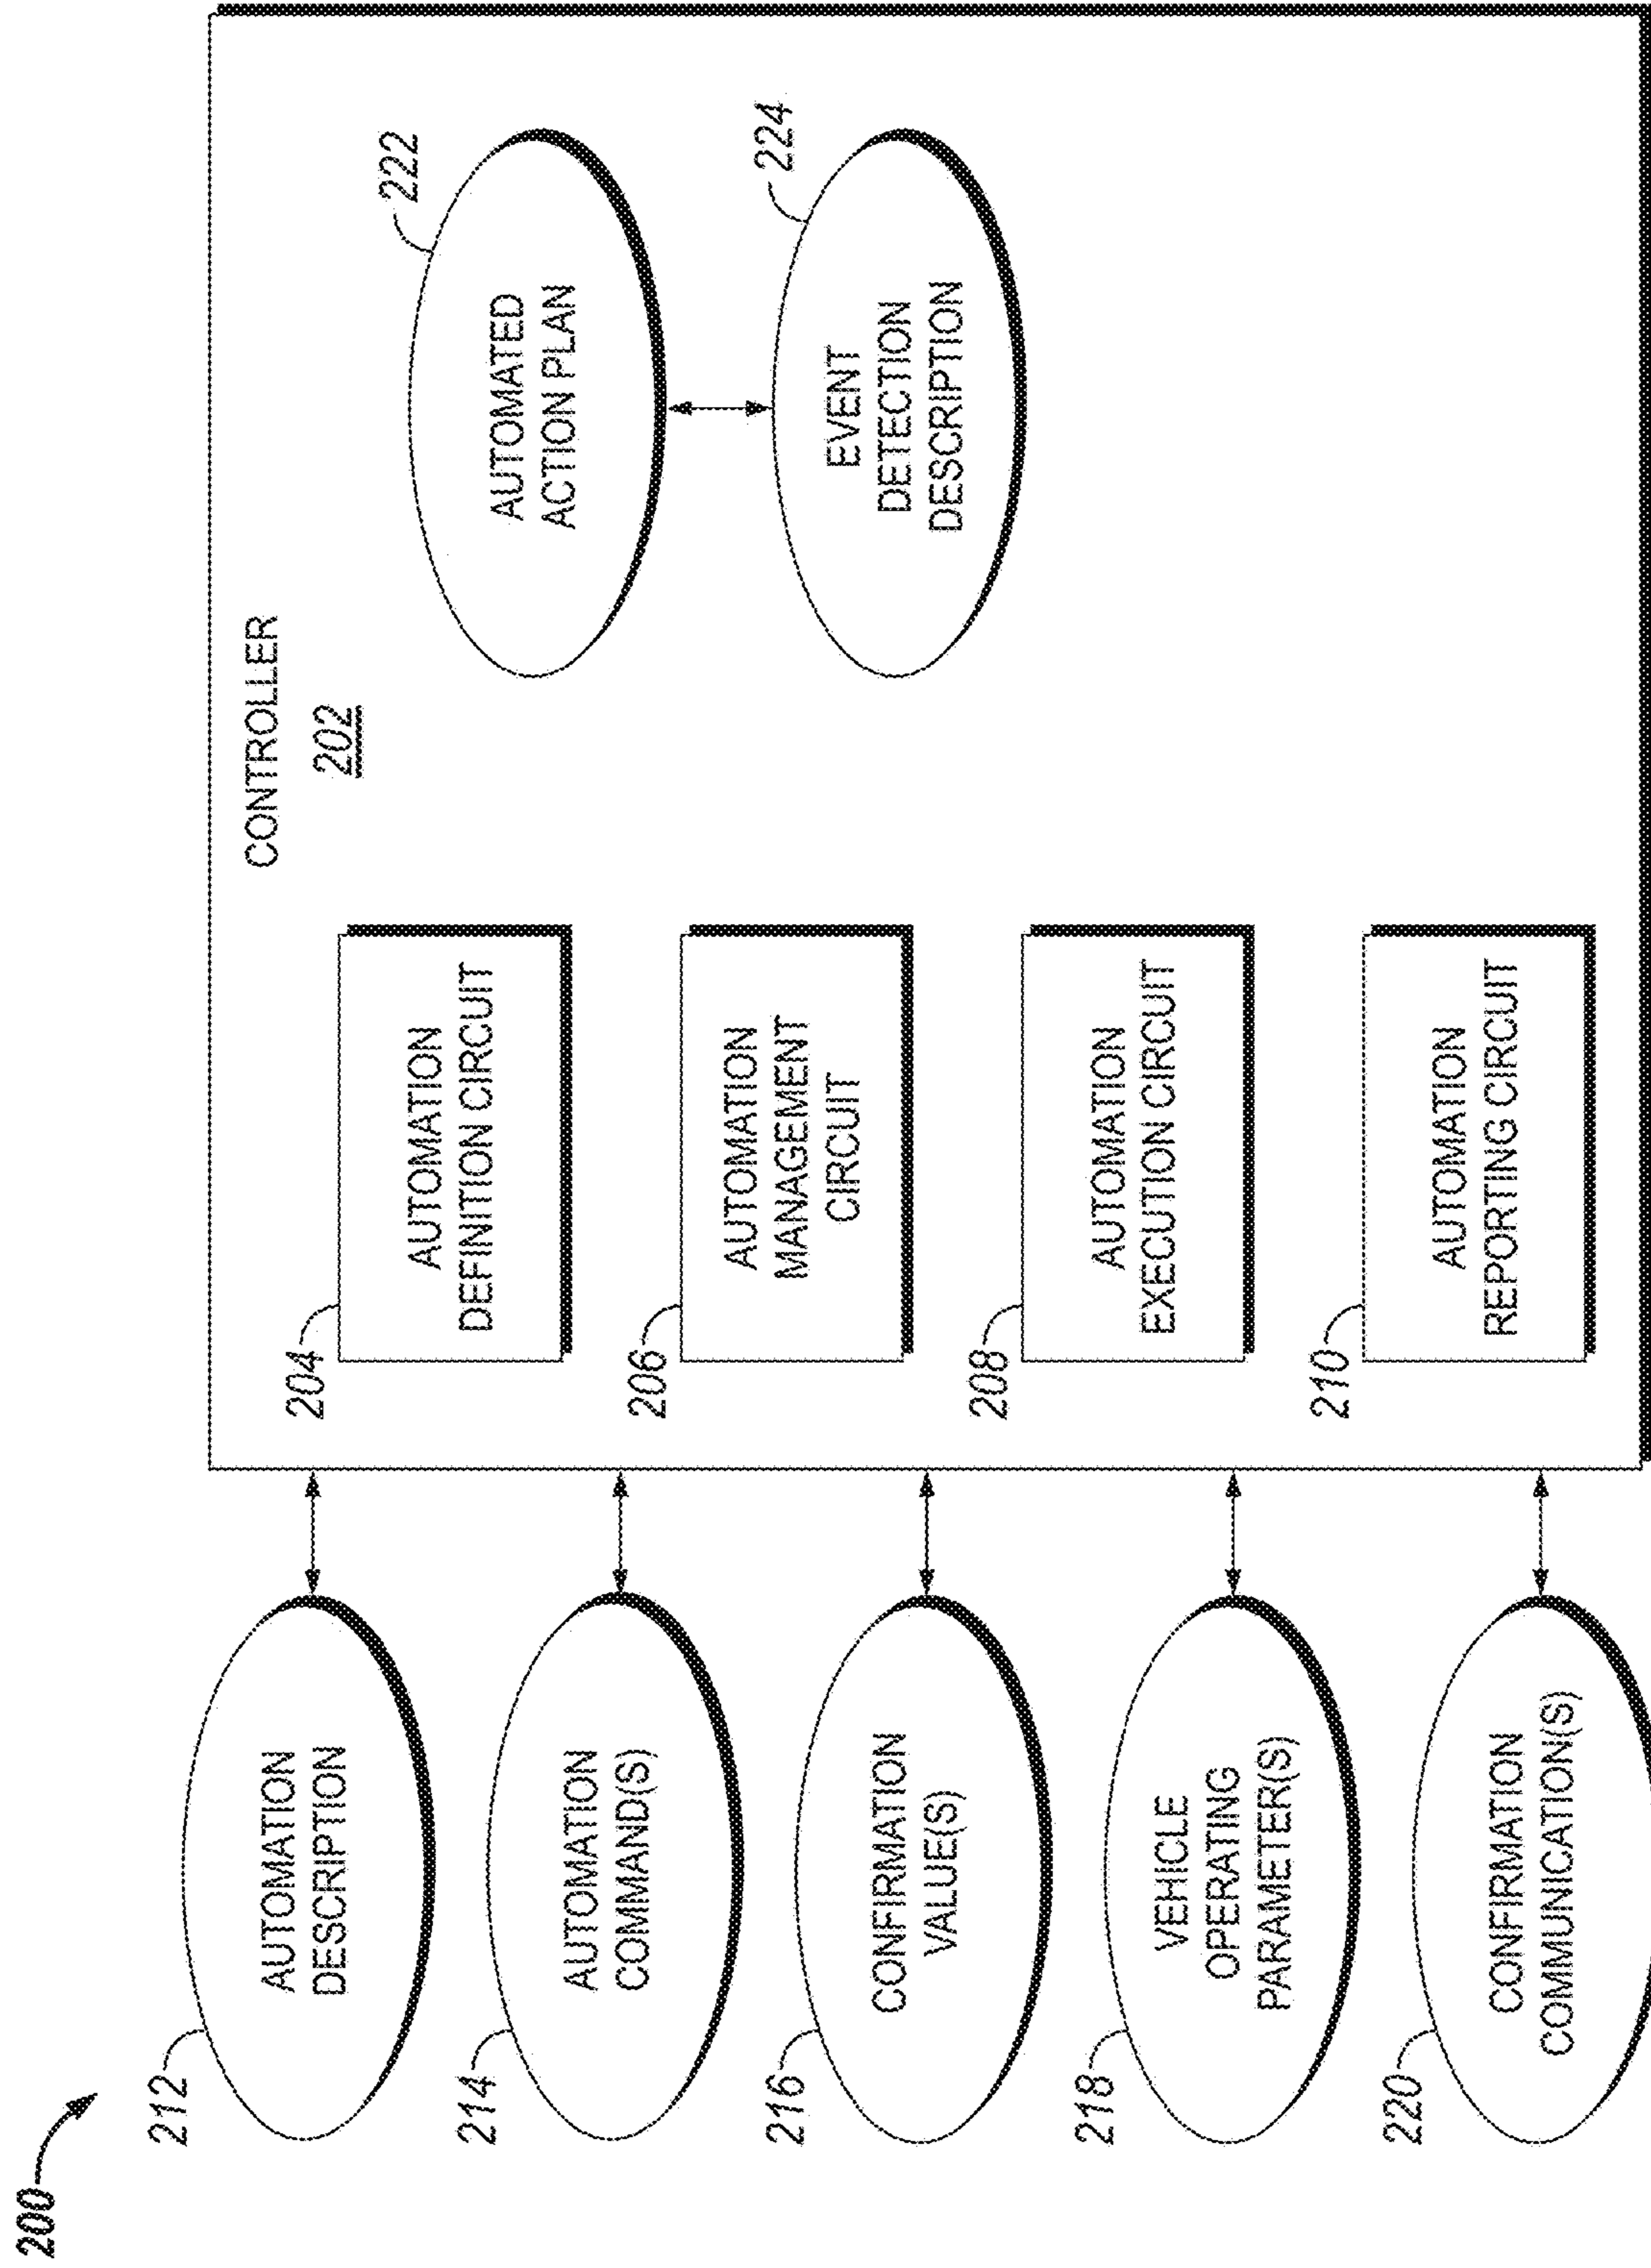 200
CONTROLLER
202
212
AUTOMATION
DESCRIPTION
214
AUTOMATION
COMMAND(S)
216
CONFIRMATION
VALUE(S)
218
VEHICLE
OPERATING
PARAMETER(S)
220
CONFIRMATION
COMMUNICATION(S)
204
AUTOMATION
DEFINITION CIRCUIT
206
AUTOMATION
MANAGEMENT
CIRCUIT
208
AUTOMATION
EXECUTION CIRCUIT
210
AUTOMATION
REPORTING CIRCUIT
222
AUTOMATED
ACTION PLAN
224
EVENT
DETECTION
DESCRIPTION